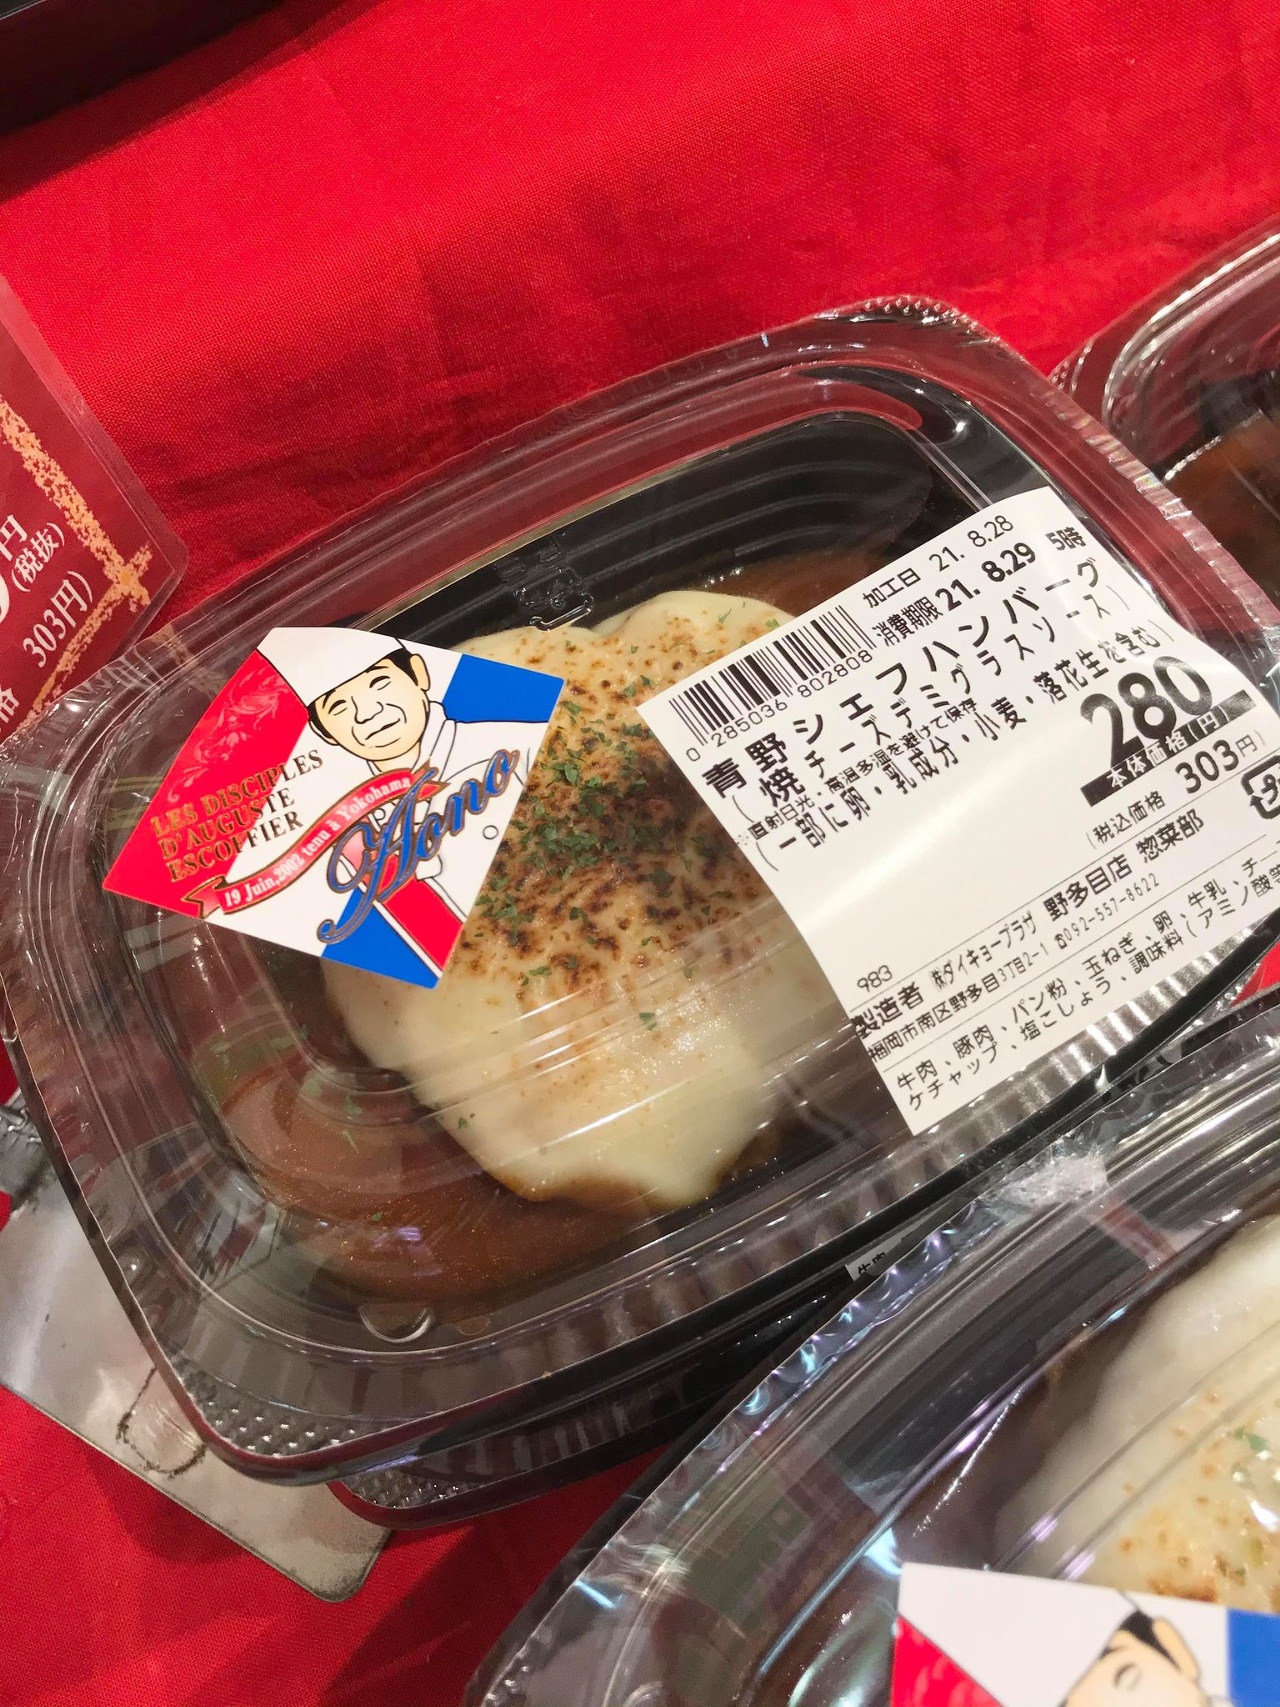 円
(税抜)
303円)
格
LES DISCIPLES
D'AUGUSTE
ESCOFFIER
19 Juin,2002 tenu à Yokohama
Aono
加工日 21. 8.28
消費期限 21. 8.29 5時
0 285036 802808
青野シェフハンバーグ
(焼チーズデミグラスソース)
※直射日光・高温多湿を避けて保存
(一部に卵・乳成分・小麦・落花生を含む)
280
本体価格(円)
(税込価格 303円)
983
製造者 ㈱ダイキョープラザ 野多目店 惣菜部
福岡市南区野多目3丁目2-1 ☎092-557-8622
牛肉、豚肉、パン粉、玉ねぎ、卵、牛乳、チー
ケチャップ、塩こしょう、調味料(アミノ酸等